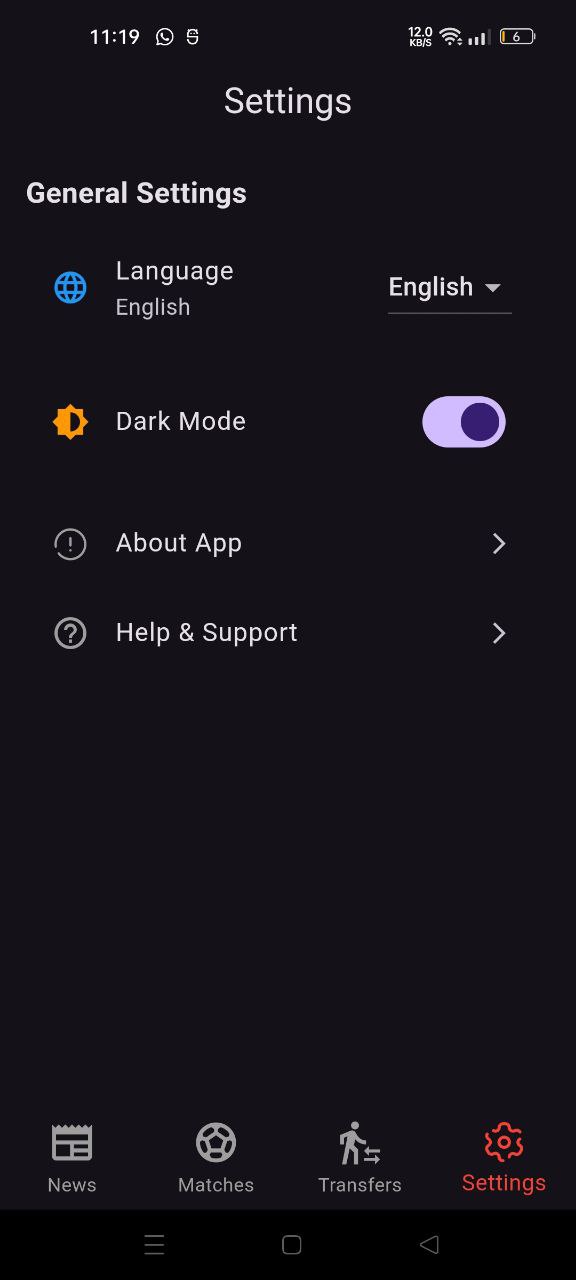 11:19
12.0
KB/S
6
Settings
General Settings
Language
English
English
Dark Mode
About App
Help & Support
News
Matches
Transfers
Settings